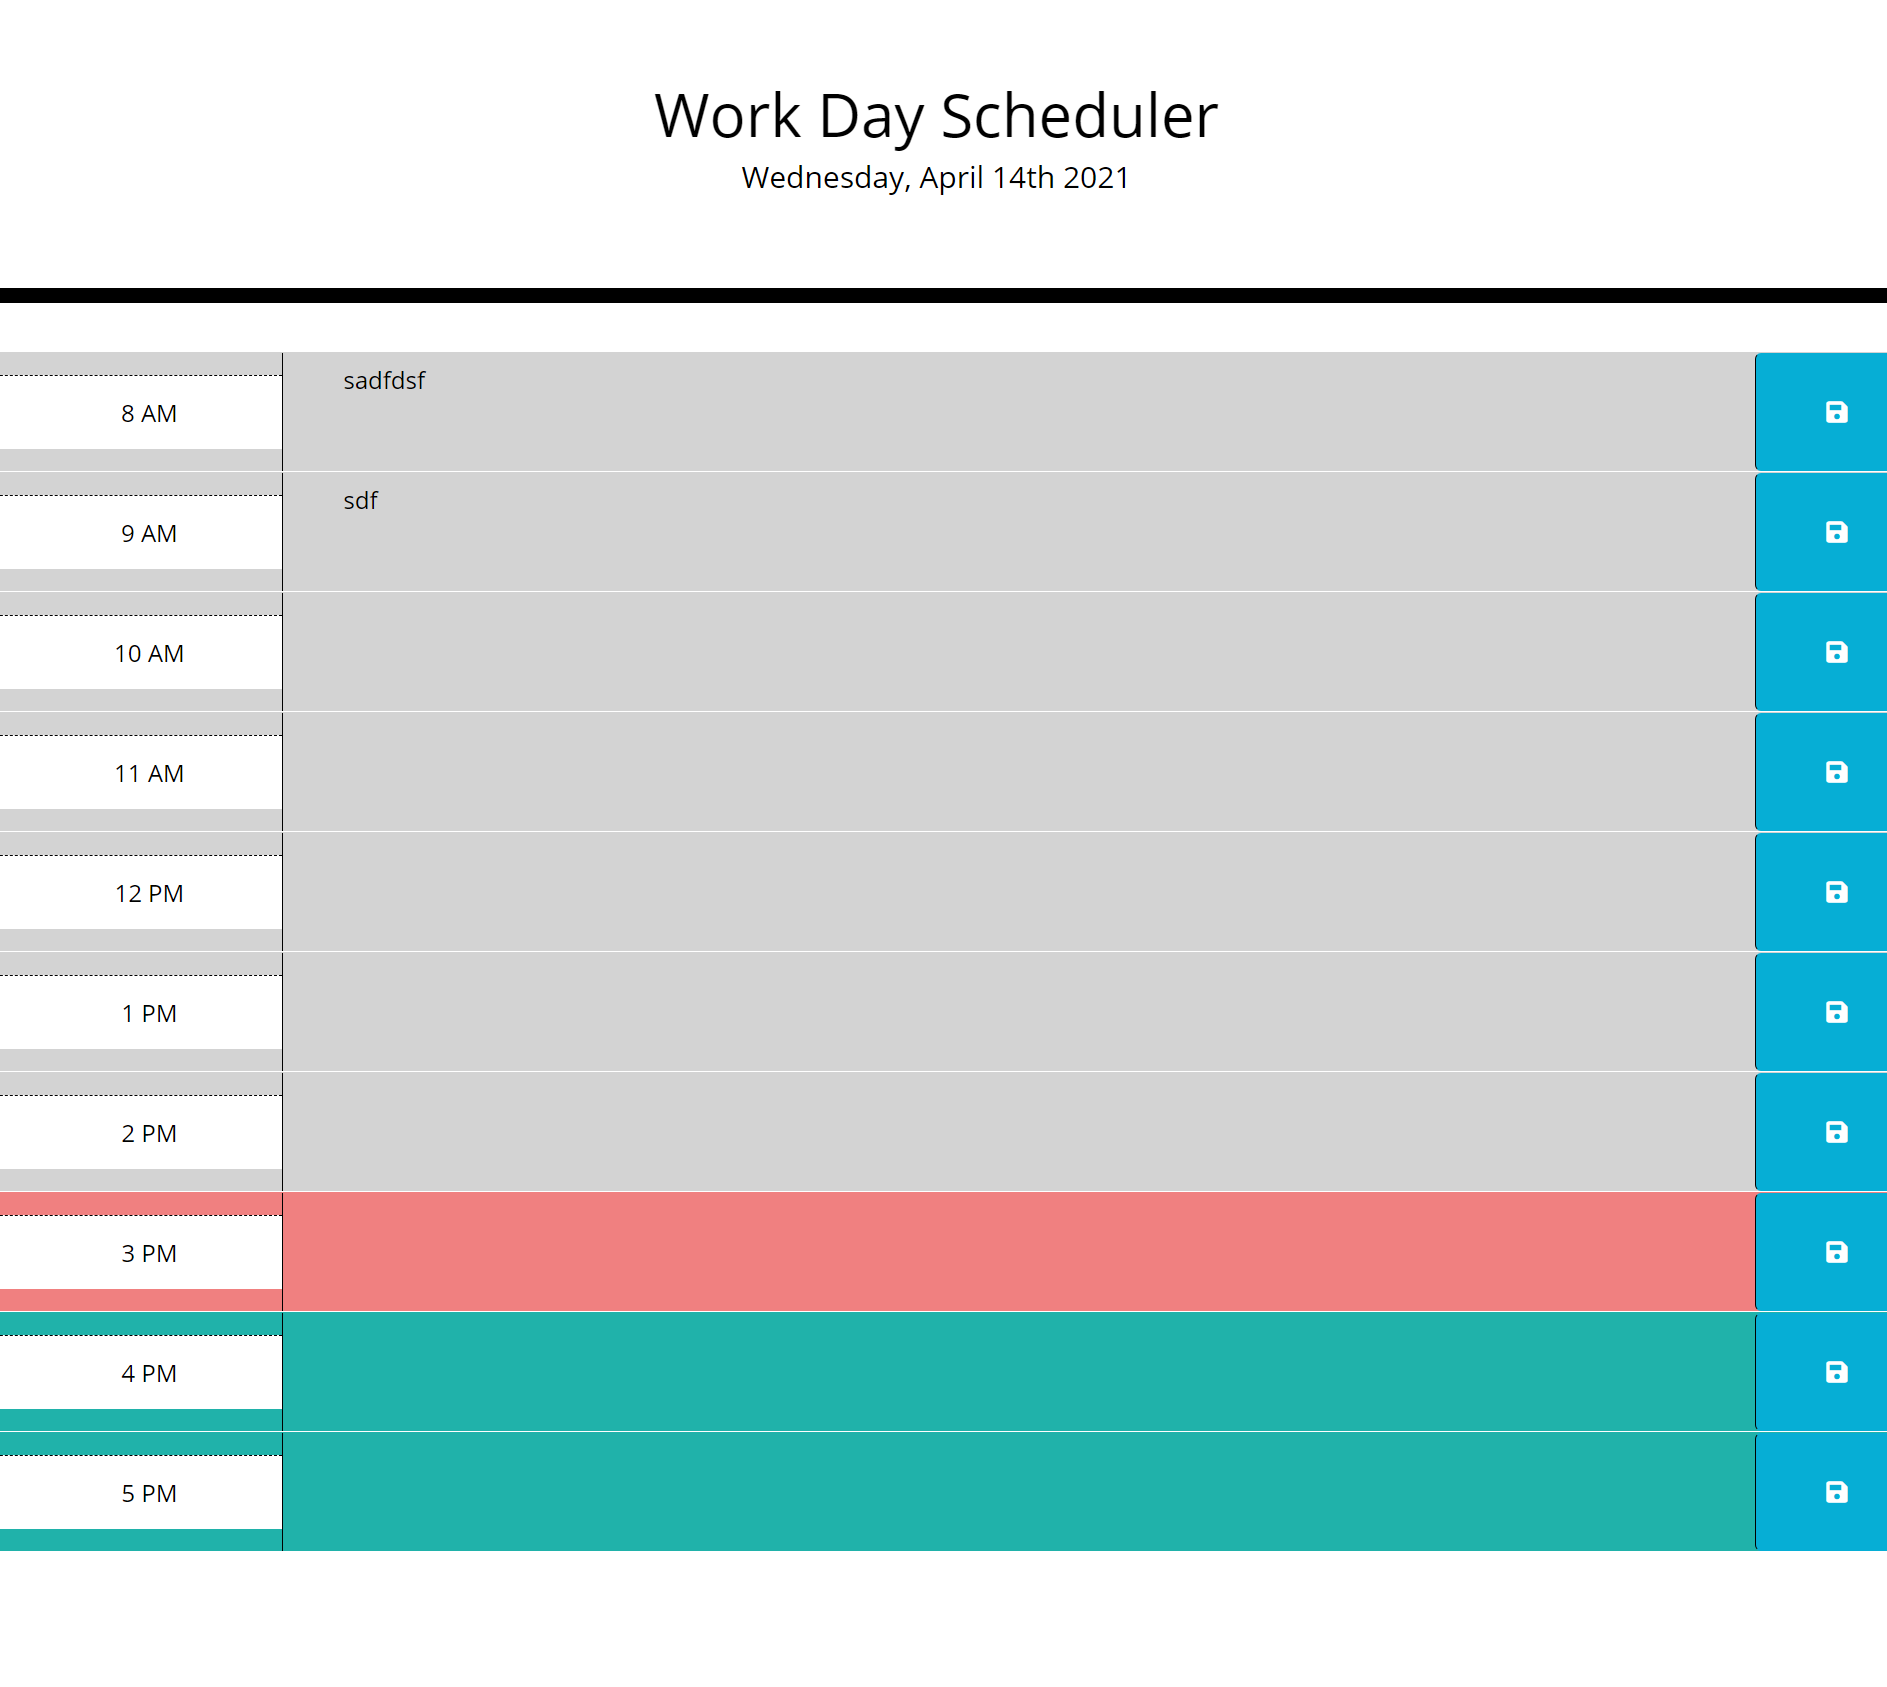 Work Day Scheduler
Wednesday, April 14th 2021
8 AM
sadfdsf
9 AM
sdf
10 AM
11 AM
12 PM
1 PM
2 PM
3 PM
4 PM
5 PM